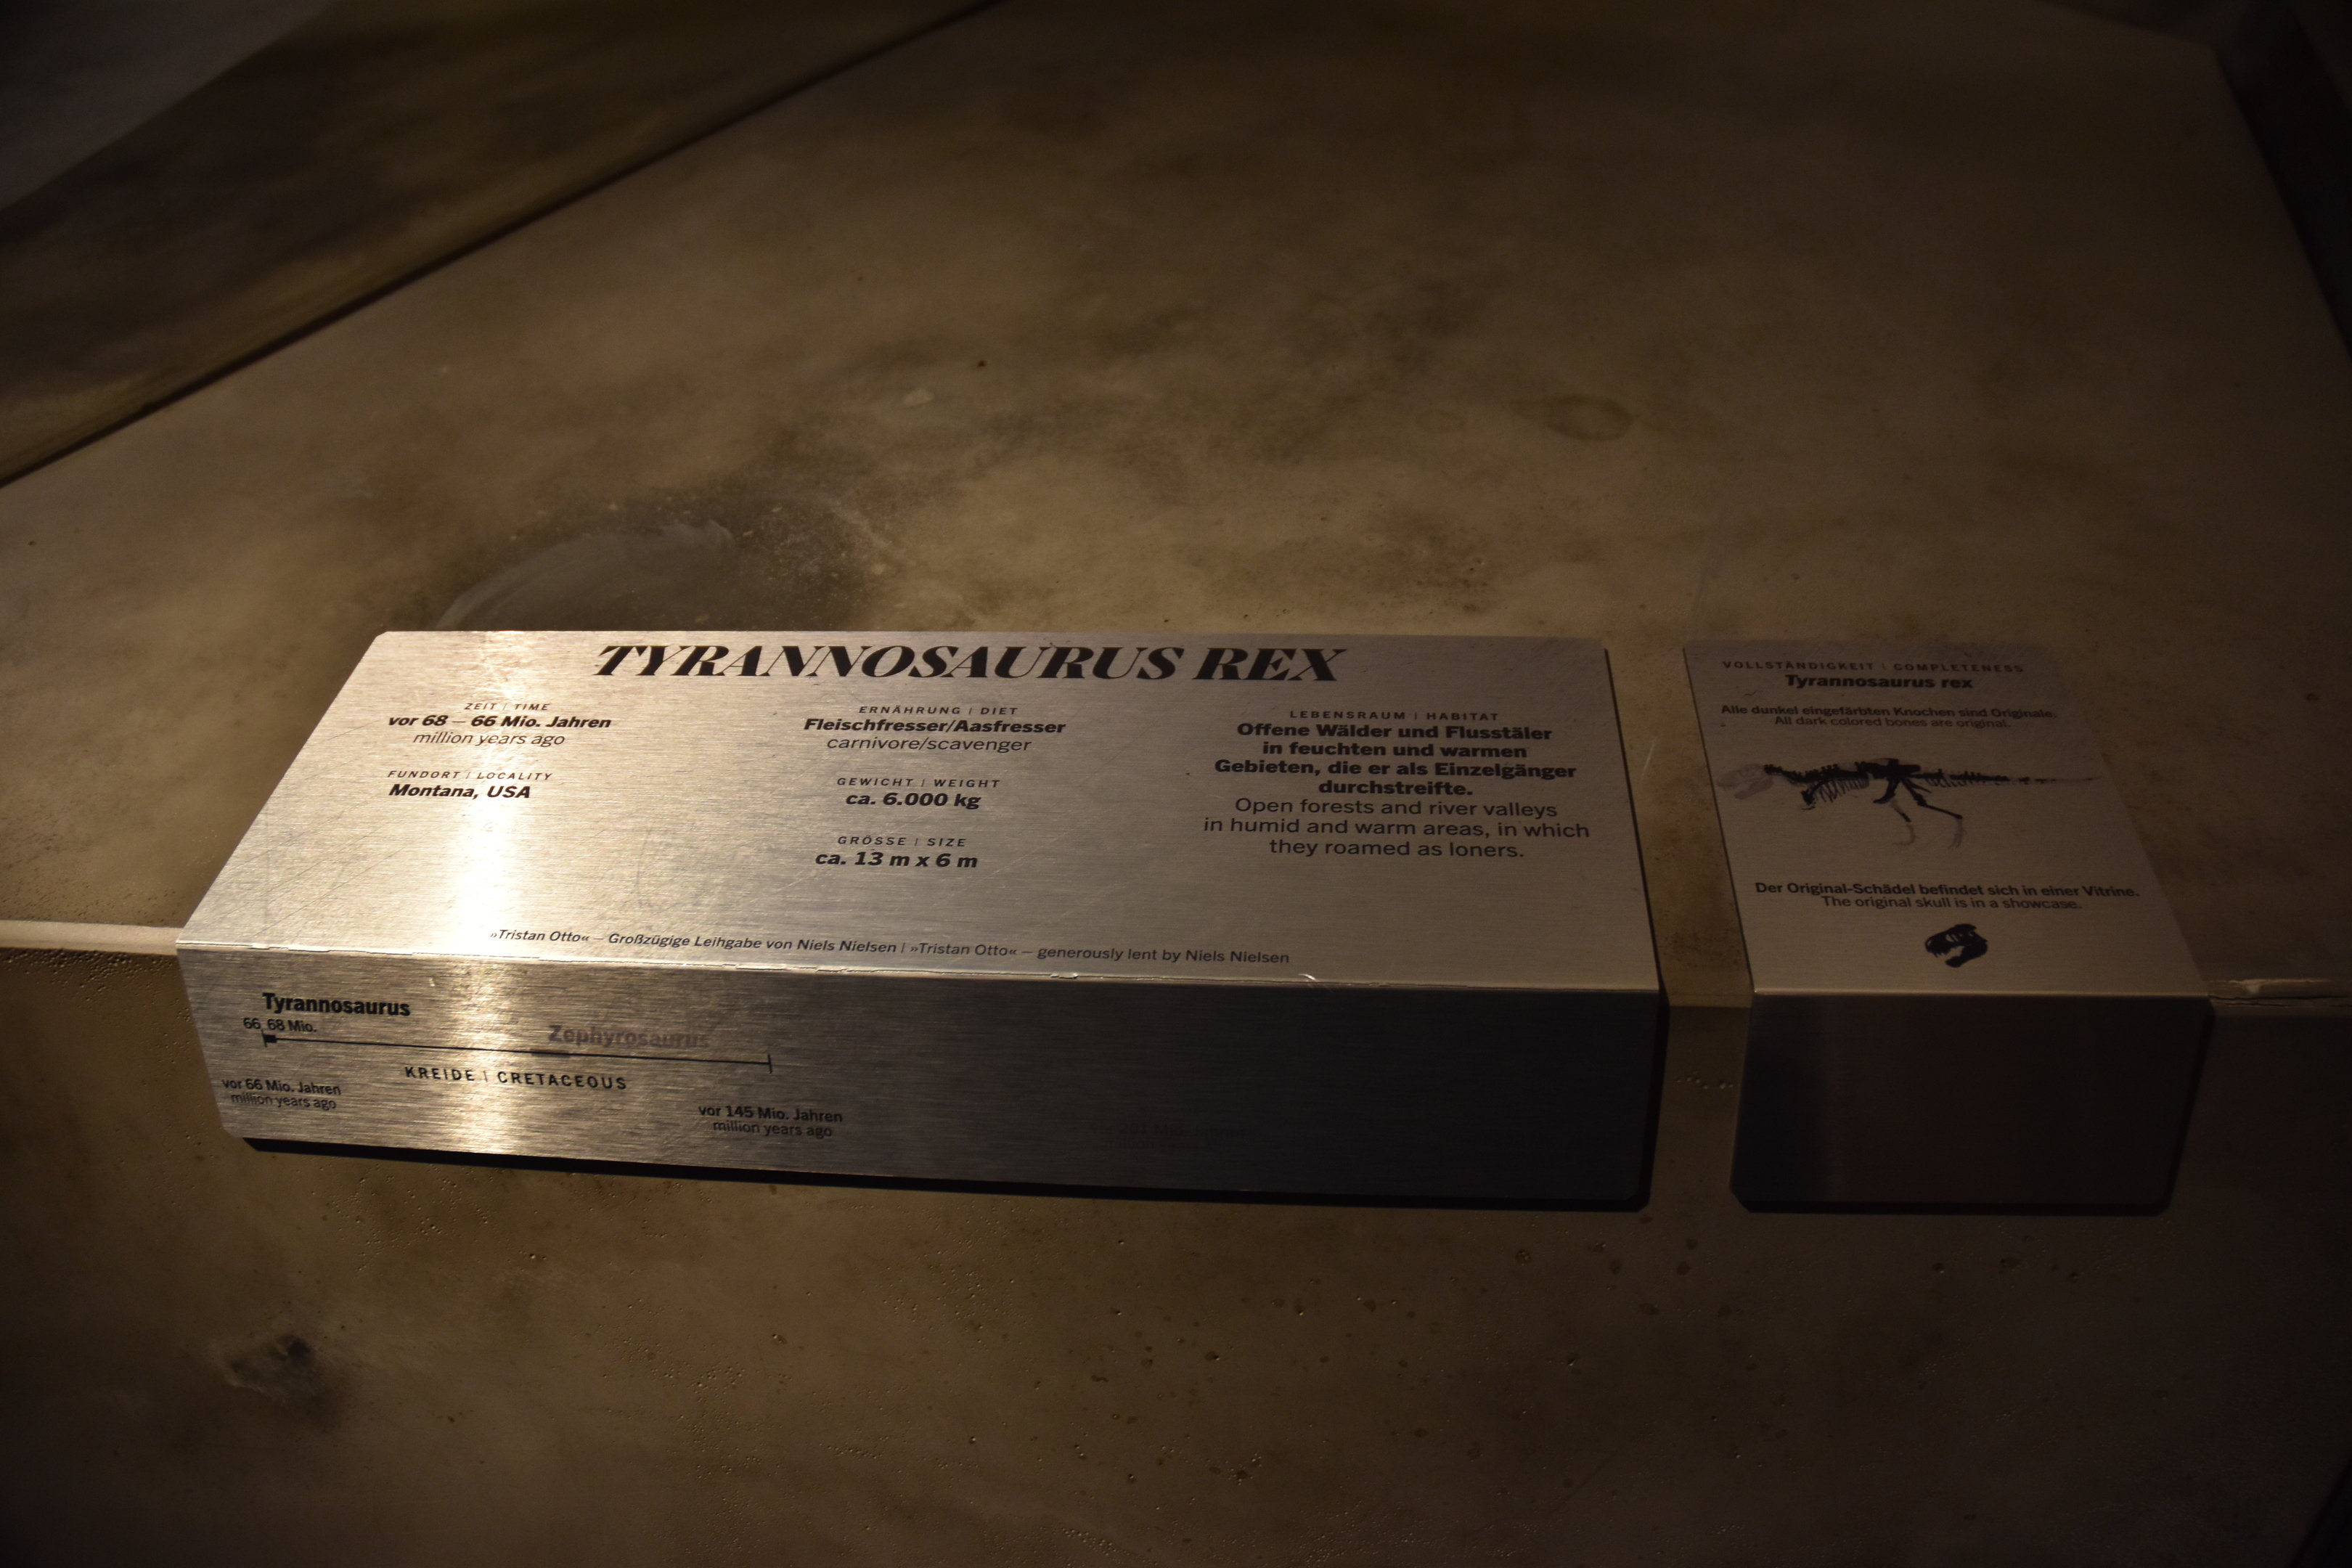 TYRANNOSAURUS REX
ZEIT | TIME
vor 68 – 66 Mio. Jahren
million years ago
FUNDORT | LOCALITY
Montana, USA
ERNÄHRUNG | DIET
Fleischfresser/Aasfresser
carnivore/scavenger
GEWICHT | WEIGHT
ca. 6.000 kg
GRÖSSE | SIZE
ca. 13 m x 6 m
LEBENSRAUM | HABITAT
Offene Wälder und Flusstäler
in feuchten und warmen
Gebieten, die er als Einzelgänger
durchstreifte.
Open forests and river valleys
in humid and warm areas, in which
they roamed as loners.
»Tristan Otto« – Großzügige Leihgabe von Niels Nielsen | »Tristan Otto« – generously lent by Niels Nielsen
Tyrannosaurus
66 68 Mio.
Zephyrosaurus
KREIDE | CRETACEOUS
vor 66 Mio. Jahren
million years ago
vor 145 Mio. Jahren
million years ago
VOLLSTÄNDIGKEIT | COMPLETENESS
Tyrannosaurus rex
Alle dunkel eingefärbten Knochen sind Originale.
All dark colored bones are original.
Der Original-Schädel befindet sich in einer Vitrine.
The original skull is in a showcase.